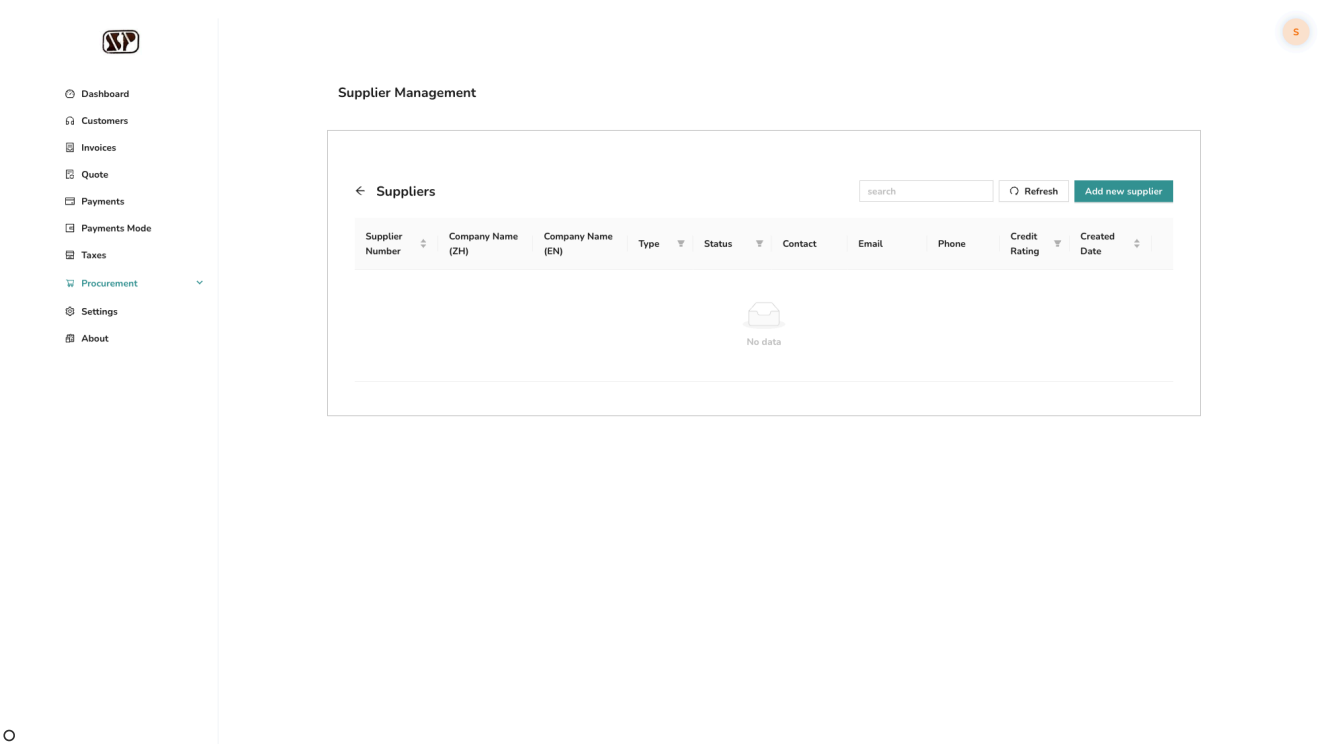 SP
S
Dashboard
Customers
Invoices
Quote
Payments
Payments Mode
Taxes
Procurement
Settings
About
Supplier Management
Suppliers
search
Refresh
Add new supplier
Supplier
Number
Company Name
(ZH)
Company Name
(EN)
Type
Status
Contact
Email
Phone
Credit
Rating
Created
Date
No data